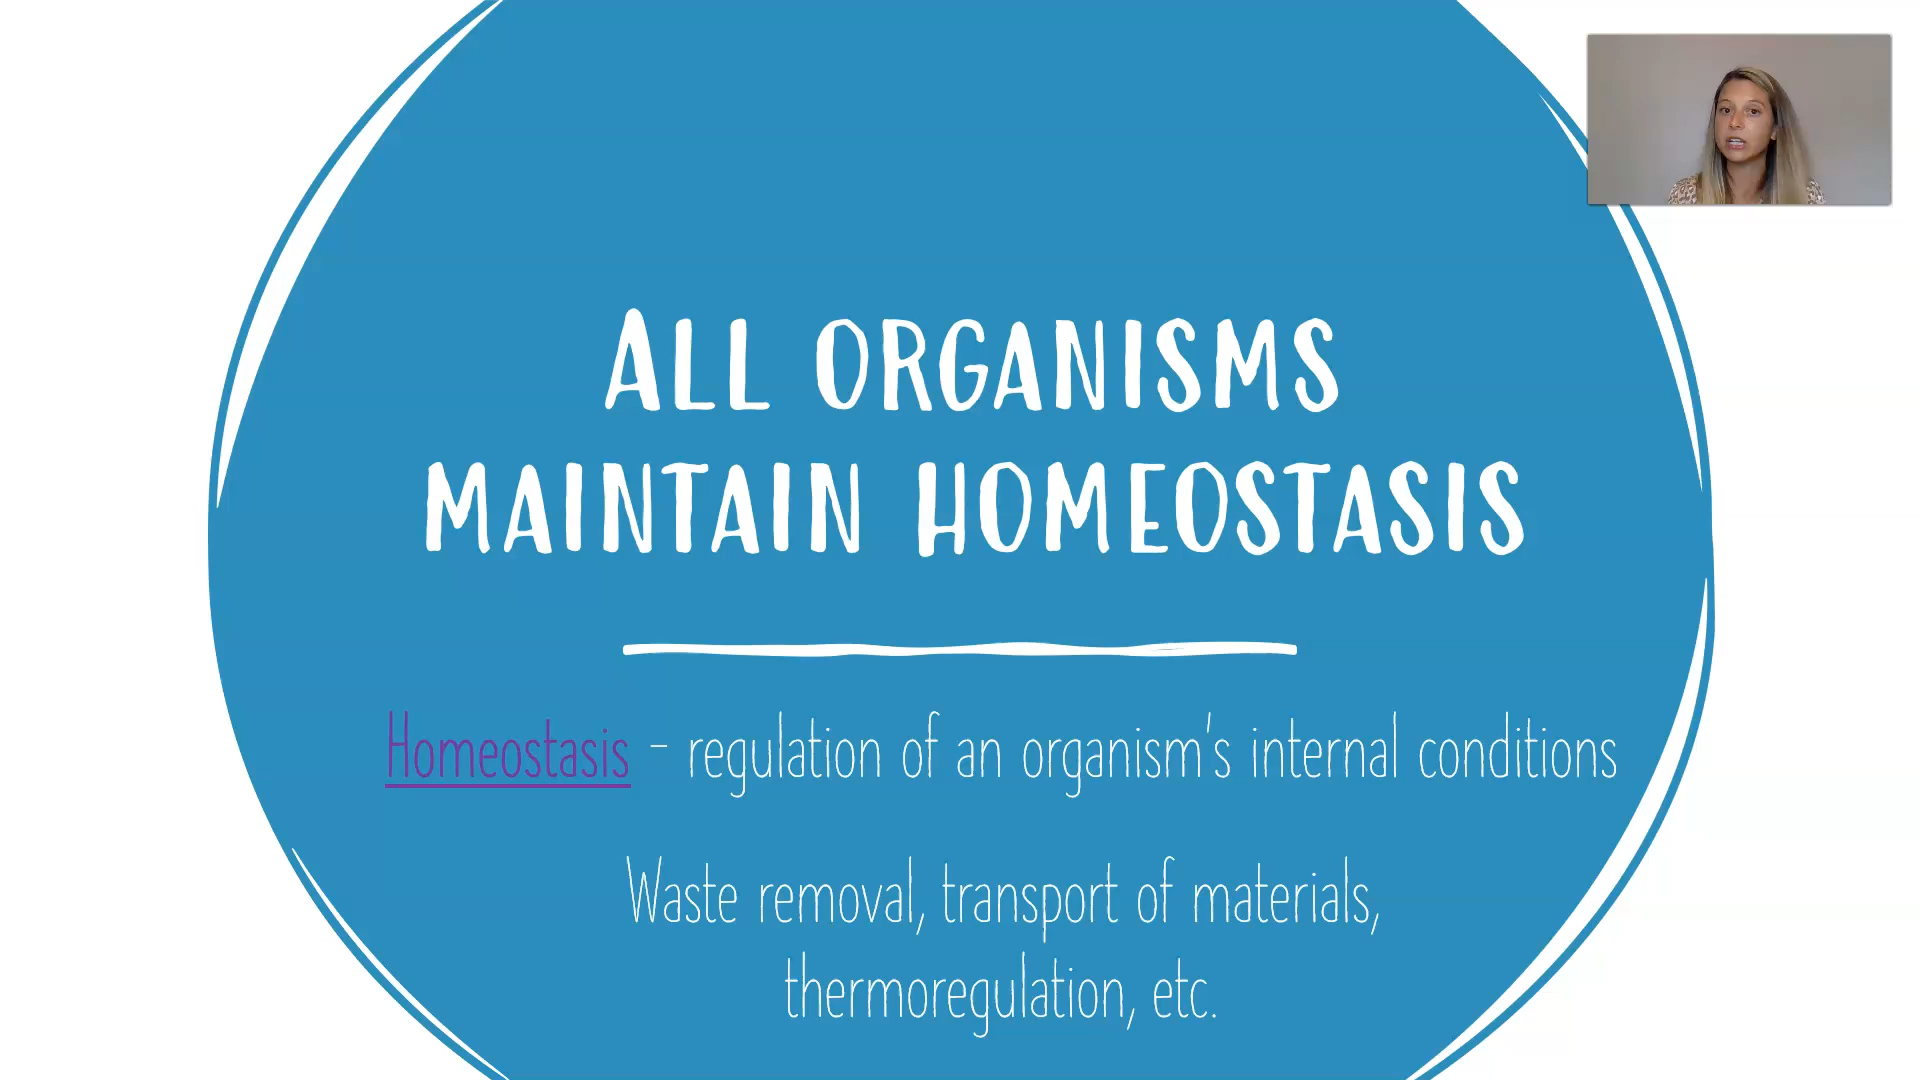 All organisms
maintain Homeostasis
Homeostasis - regulation of an organism's internal conditions
Waste removal, transport of materials,
thermoregulation, etc.